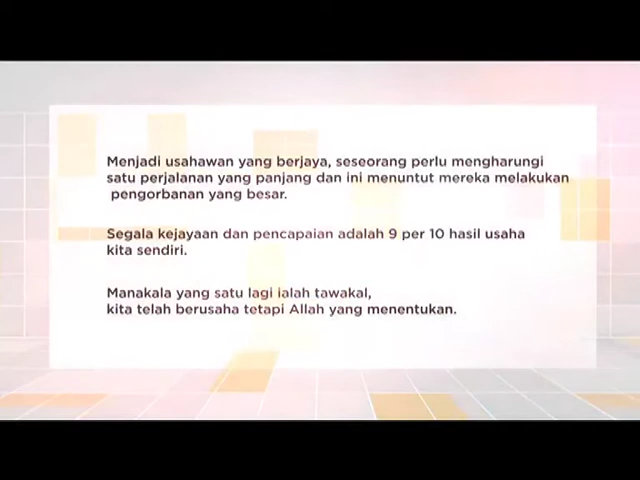 Menjadi usahawan yang berjaya, seseorang perlu mengharungi
satu perjalanan yang panjang dan ini menuntut mereka melakukan
pengorbanan yang besar.
Segala kejayaan dan pencapaian adalah 9 per 10 hasil usaha
kita sendiri.
Manakala yang satu lagi ialah tawakal,
kita telah berusaha tetapi Allah yang menentukan.